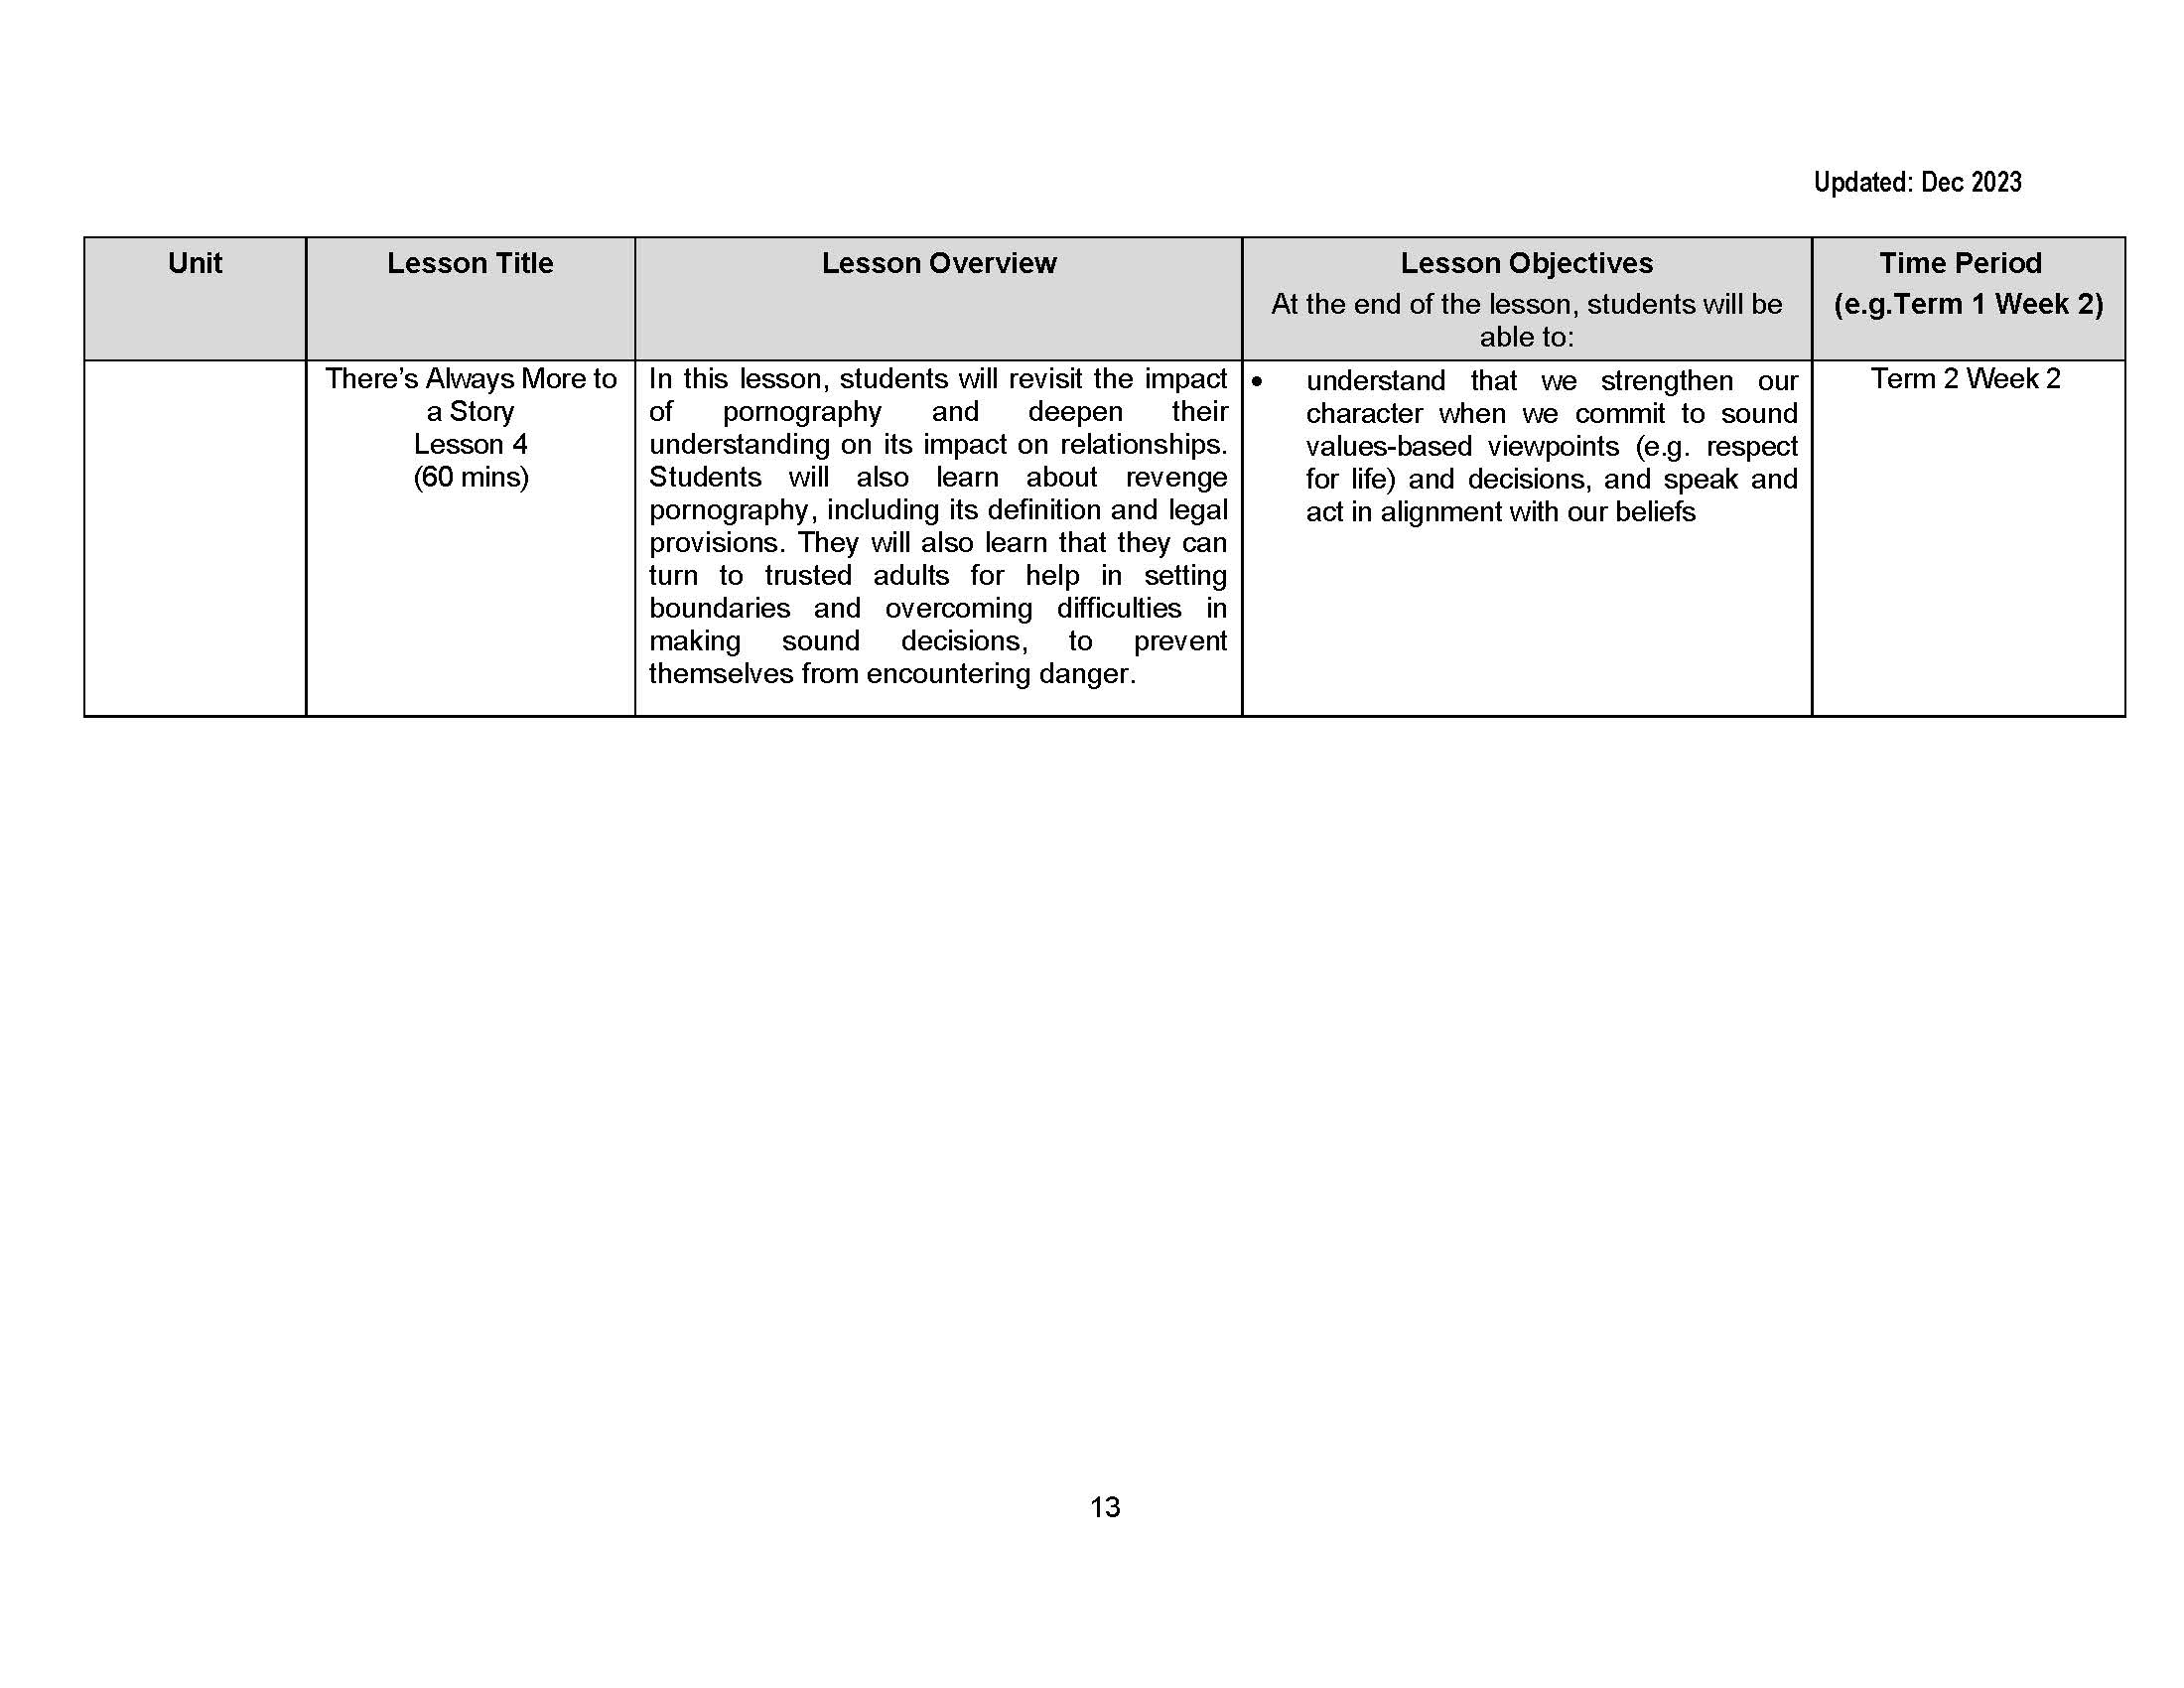 Updated: Dec 2023
Unit
Lesson Title
Lesson Overview
Lesson Objectives
At the end of the lesson, students will be
able to:
Time Period
(e.g.Term 1 Week 2)
There’s Always More to
a Story
Lesson 4
(60 mins)
In this lesson, students will revisit the impact
of pornography and deepen their
understanding on its impact on relationships.
Students will also learn about revenge
pornography, including its definition and legal
provisions. They will also learn that they can
turn to trusted adults for help in setting
boundaries and overcoming difficulties in
making sound decisions, to prevent
themselves from encountering danger.
• understand that we strengthen our
character when we commit to sound
values-based viewpoints (e.g. respect
for life) and decisions, and speak and
act in alignment with our beliefs
Term 2 Week 2
13